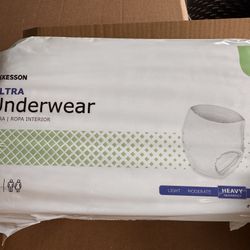 KESSON
LTRA
Underwear
RA | ROPA INTERIOR
LIGHT MODERATE HEAVY